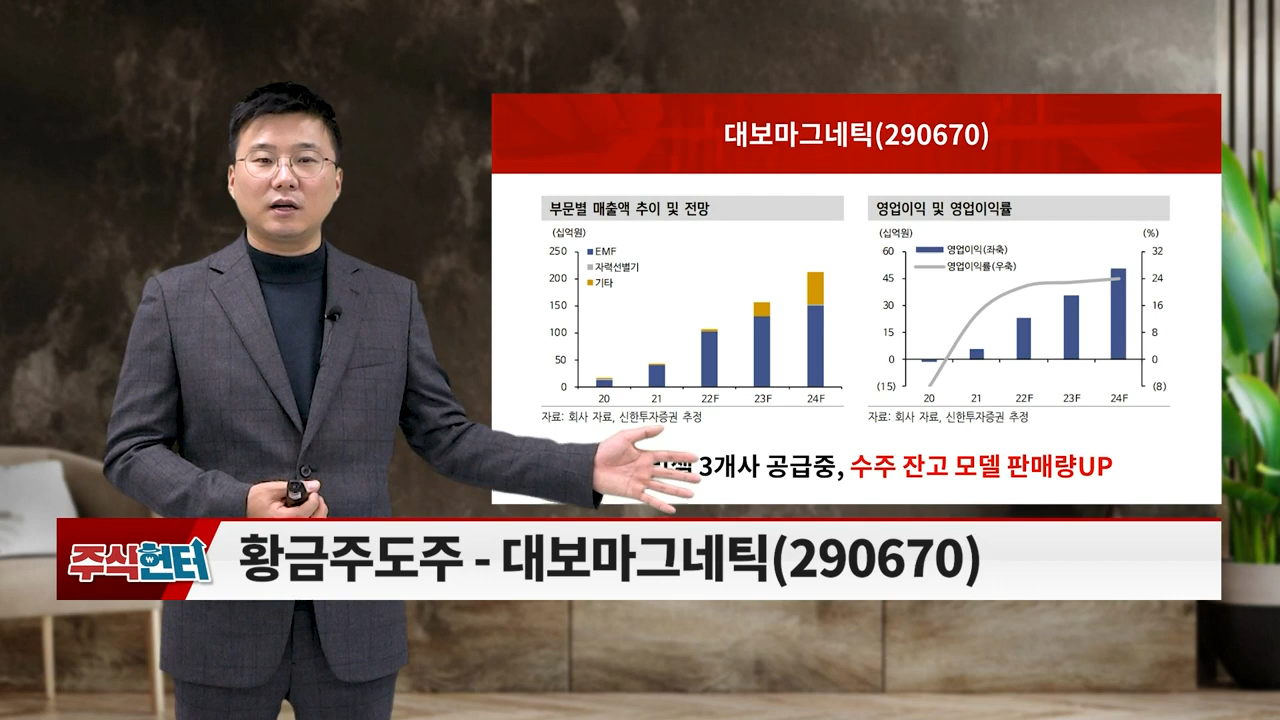 대보마그네틱(290670)
부문별 매출액 추이 및 전망
(십억원)
250
200
150
100
50
0
EMF
자력선별기
기타
20 21 22F 23F 24F
자료: 회사 자료, 신한투자증권 추정
영업이익 및 영업이익률
(십억원) (%)
영업이익(좌축)
영업이익률(우축)
60
45
30
15
0
(15)
32
24
16
8
0
(8)
20 21 22F 23F 24F
자료: 회사 자료, 신한투자증권 추정
3개사 공급중, 수주 잔고 모델 판매량UP
주식헌터
황금주도주 - 대보마그네틱(290670)